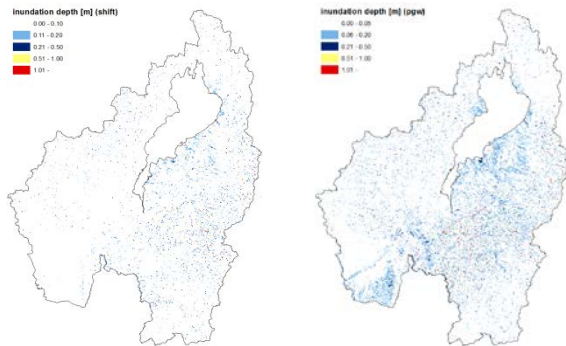 inundation depth [m] (shift)
0.00 - 0.10
0.11 - 0.20
0.21 - 0.50
0.51 - 1.00
1.01 -
inundation depth [m] (pgw)
0.00 - 0.05
0.06 - 0.20
0.21 - 0.50
0.51 - 1.00
1.01 -